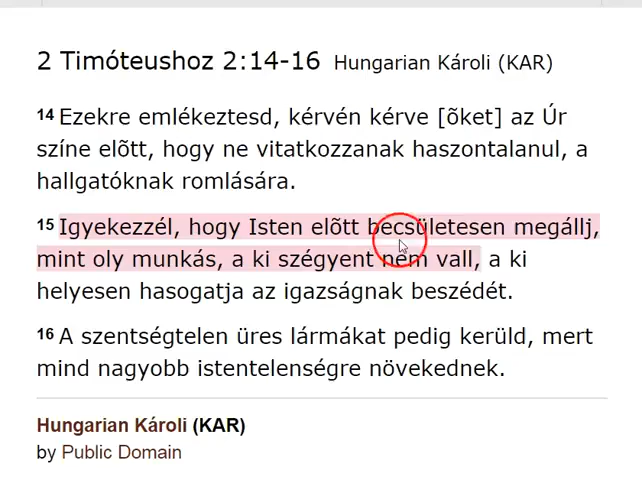 2 Timóteushoz 2:14-16 Hungarian Károli (KAR)
14 Ezekre emlékeztesd, kérvén kérve [õket] az Úr
színe elõtt, hogy ne vitatkozzanak haszontalanul, a
hallgatóknak romlására.
15 Igyekezzél, hogy Isten elõtt becsületesen megállj,
mint oly munkás, a ki szégyent nem vall, a ki
helyesen hasogatja az igazságnak beszédét.
16 A szentségtelen üres lármákat pedig kerüld, mert
mind nagyobb istentelenségre növekednek.
Hungarian Károli (KAR)
by Public Domain